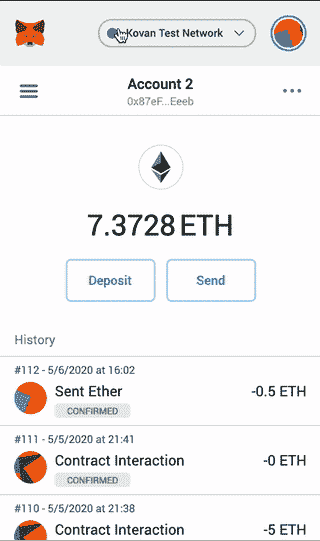 Kovan Test Network
Account 2
0x87eF...Eeeb
7.3728 ETH
Deposit
Send
History
#112 - 5/6/2020 at 16:02
Sent Ether
-0.5 ETH
CONFIRMED
#111 - 5/5/2020 at 21:41
Contract Interaction
-0 ETH
CONFIRMED
#110 - 5/5/2020 at 21:38
Contract Interaction
-5 ETH